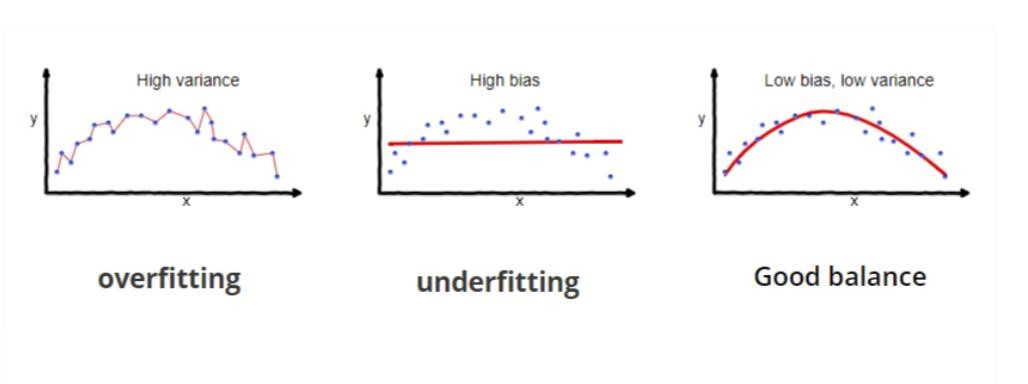 High variance
y
x
overfitting
High bias
y
x
underfitting
Low bias, low variance
y
x
Good balance